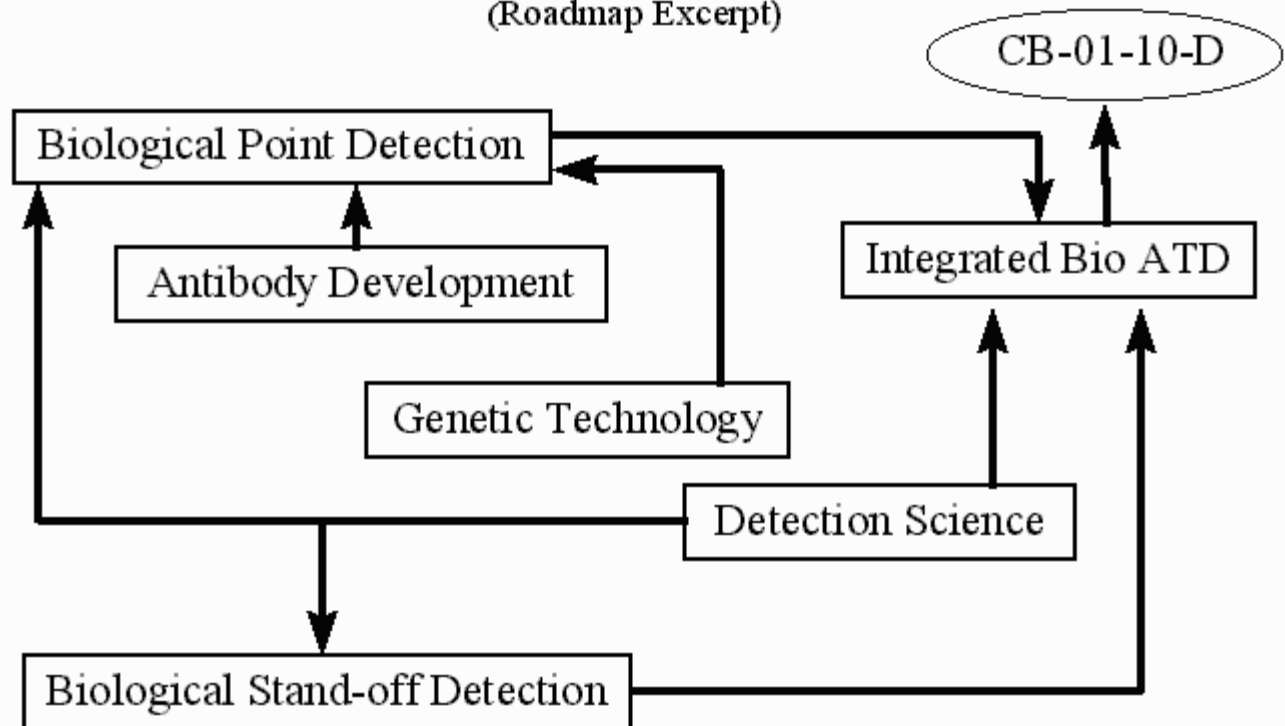 (Roadmap Excerpt)
CB-01-10-D
Biological Point Detection
Integrated Bio ATD
Antibody Development
Genetic Technology
Detection Science
Biological Stand-off Detection